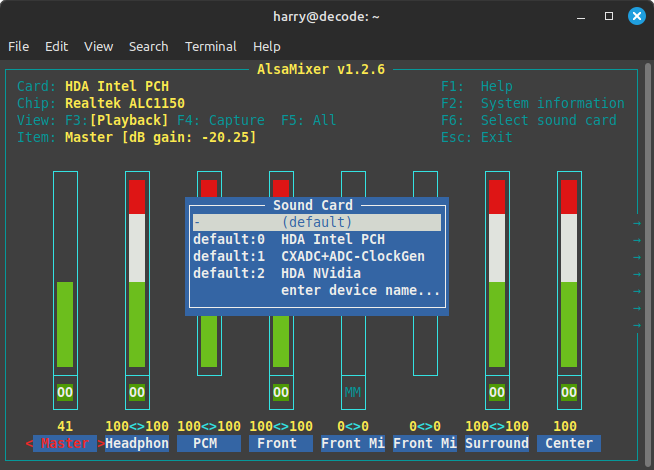 harry@decode: ~
File Edit View Search Terminal Help
AlsaMixer v1.2.6
Card: HDA Intel PCH F1: Help
Chip: Realtek ALC1150 F2: System information
View: F3:[Playback] F4: Capture F5: All F6: Select sound card
Item: Master [dB gain: -20.25] Esc: Exit
Sound Card
- (default)
default:0 HDA Intel PCH
default:1 CXADC+ADC-ClockGen
default:2 HDA NVidia
enter device name...
→
→
→
→
→
→
→
OO OO OO MM OO OO
41 100<>100 100<>100 100<>100 0<>0 0<>0 100<>100 100
< Master >Headphon PCM Front Front Mi Front Mi Surround Center